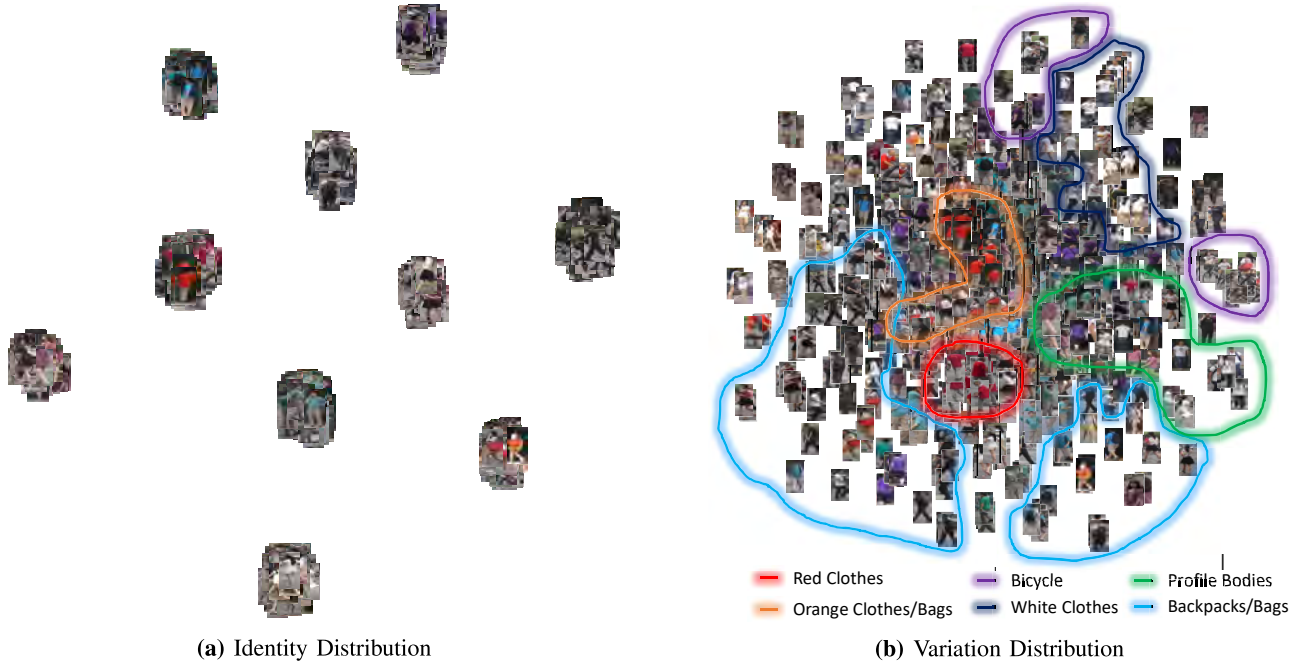 Red Clothes
Bicycle
Profile Bodies
Orange Clothes/Bags
White Clothes
Backpacks/Bags
(a) Identity Distribution
(b) Variation Distribution